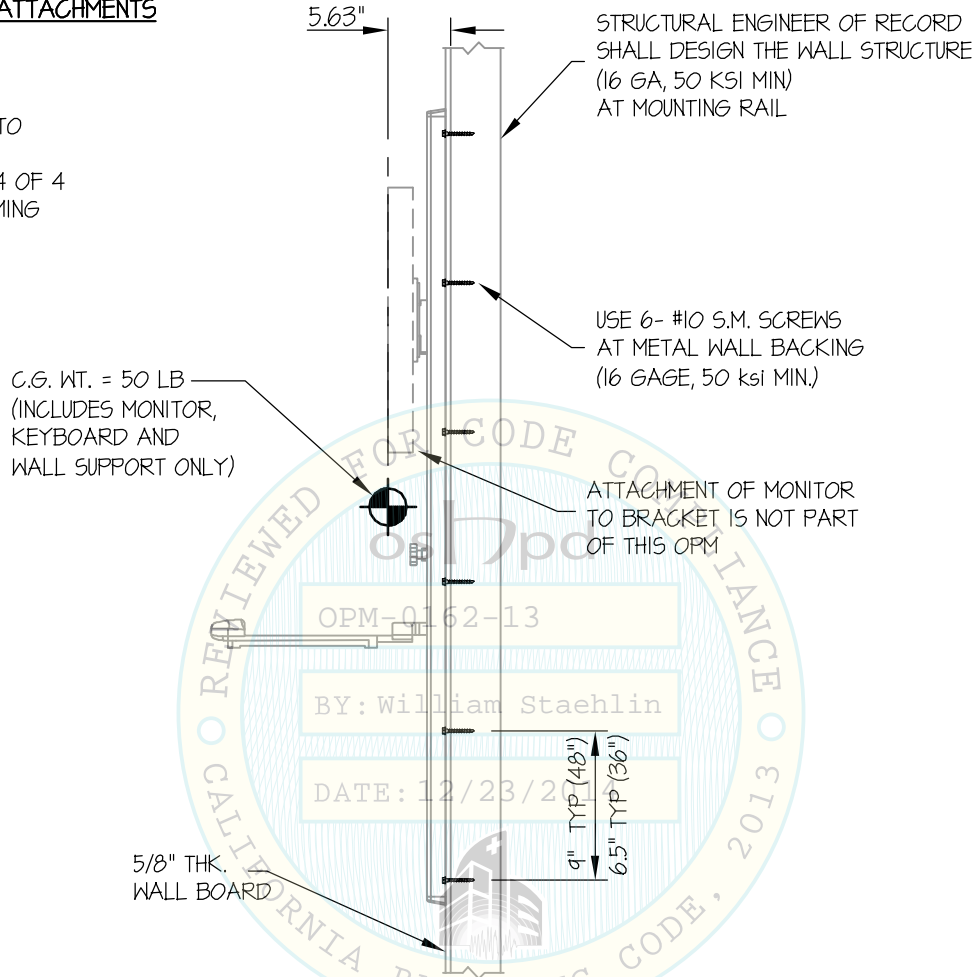 ATTACHMENTS
TO
4 OF 4
MING
5.63"
STRUCTURAL ENGINEER OF RECORD
SHALL DESIGN THE WALL STRUCTURE
(16 GA, 50 KSI MIN)
AT MOUNTING RAIL
USE 6- #10 S.M. SCREWS
AT METAL WALL BACKING
(16 GAGE, 50 ksi MIN.)
C.G. WT. = 50 LB
(INCLUDES MONITOR,
KEYBOARD AND
WALL SUPPORT ONLY)
ATTACHMENT OF MONITOR
TO BRACKET IS NOT PART
OF THIS OPM
REVIEWED FOR CODE COMPLIANCE
oshpd
OPM-0162-13
BY: William Staehlin
DATE: 12/23/2014
9" TYP (48")
6.5" TYP (36")
5/8" THK.
WALL BOARD
CALIFORNIA CODE, 2013